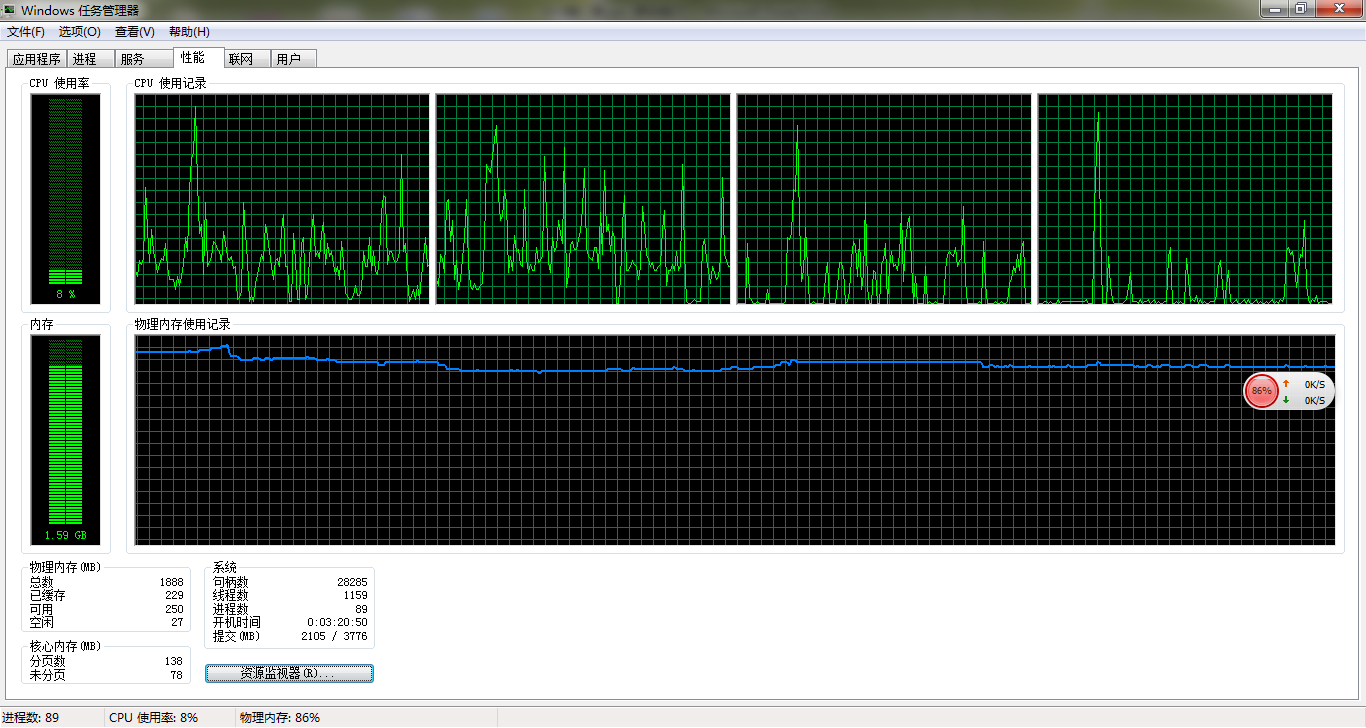 Windows 任务管理器
文件(F) 选项(O) 查看(V) 帮助(H)
应用程序 进程 服务 性能 联网 用户
CPU 使用率
CPU 使用记录
8 %
内存
物理内存使用记录
1.59 GB
86% 0K/S
0K/S
物理内存(MB)
总数 1888
已缓存 229
可用 250
空闲 27
核心内存(MB)
分页数 138
未分页 78
系统
句柄数 28285
线程数 1159
进程数 89
开机时间 0:03:20:50
提交(MB) 2105 / 3776
资源监视器(R)...
进程数: 89 CPU 使用率: 8% 物理内存: 86%